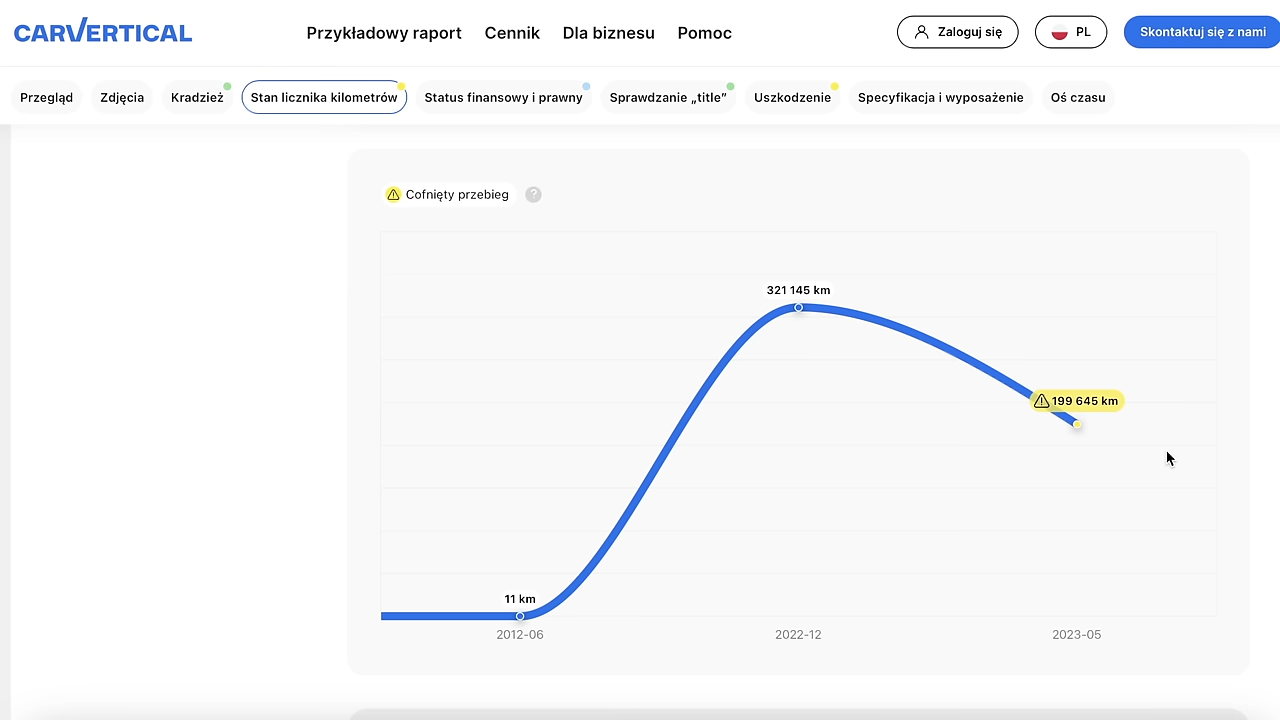 CARVERTICAL
Przykładowy raport Cennik Dla biznesu Pomoc
Zaloguj się PL Skontaktuj się z nami
Przegląd Zdjęcia Kradzież Stan licznika kilometrów Status finansowy i prawny Sprawdzanie „title” Uszkodzenie Specyfikacja i wyposażenie Oś czasu
Cofnięty przebieg ?
321 145 km
199 645 km
11 km
2012-06 2022-12 2023-05